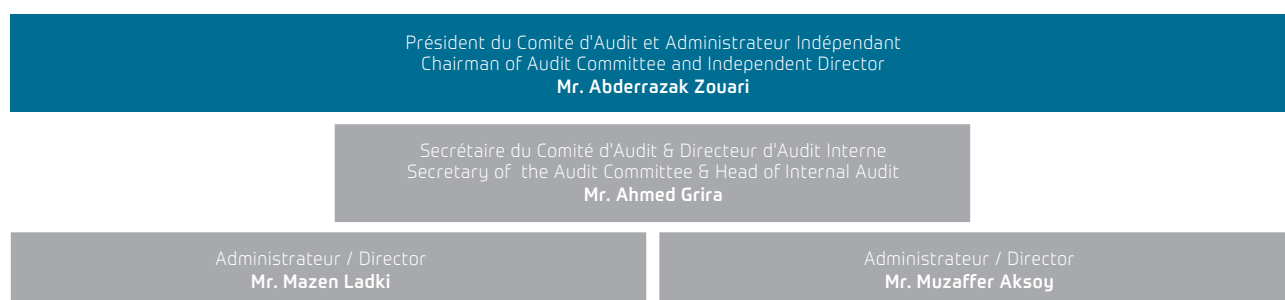 Président du Comité d'Audit et Administrateur Indépendant
Chairman of Audit Committee and Independent Director
Mr. Abderrazak Zouari
Secrétaire du Comité d'Audit & Directeur d'Audit Interne
Secretary of the Audit Committee & Head of Internal Audit
Mr. Ahmed Grira
Administrateur / Director
Mr. Mazen Ladki
Administrateur / Director
Mr. Muzaffer Aksoy